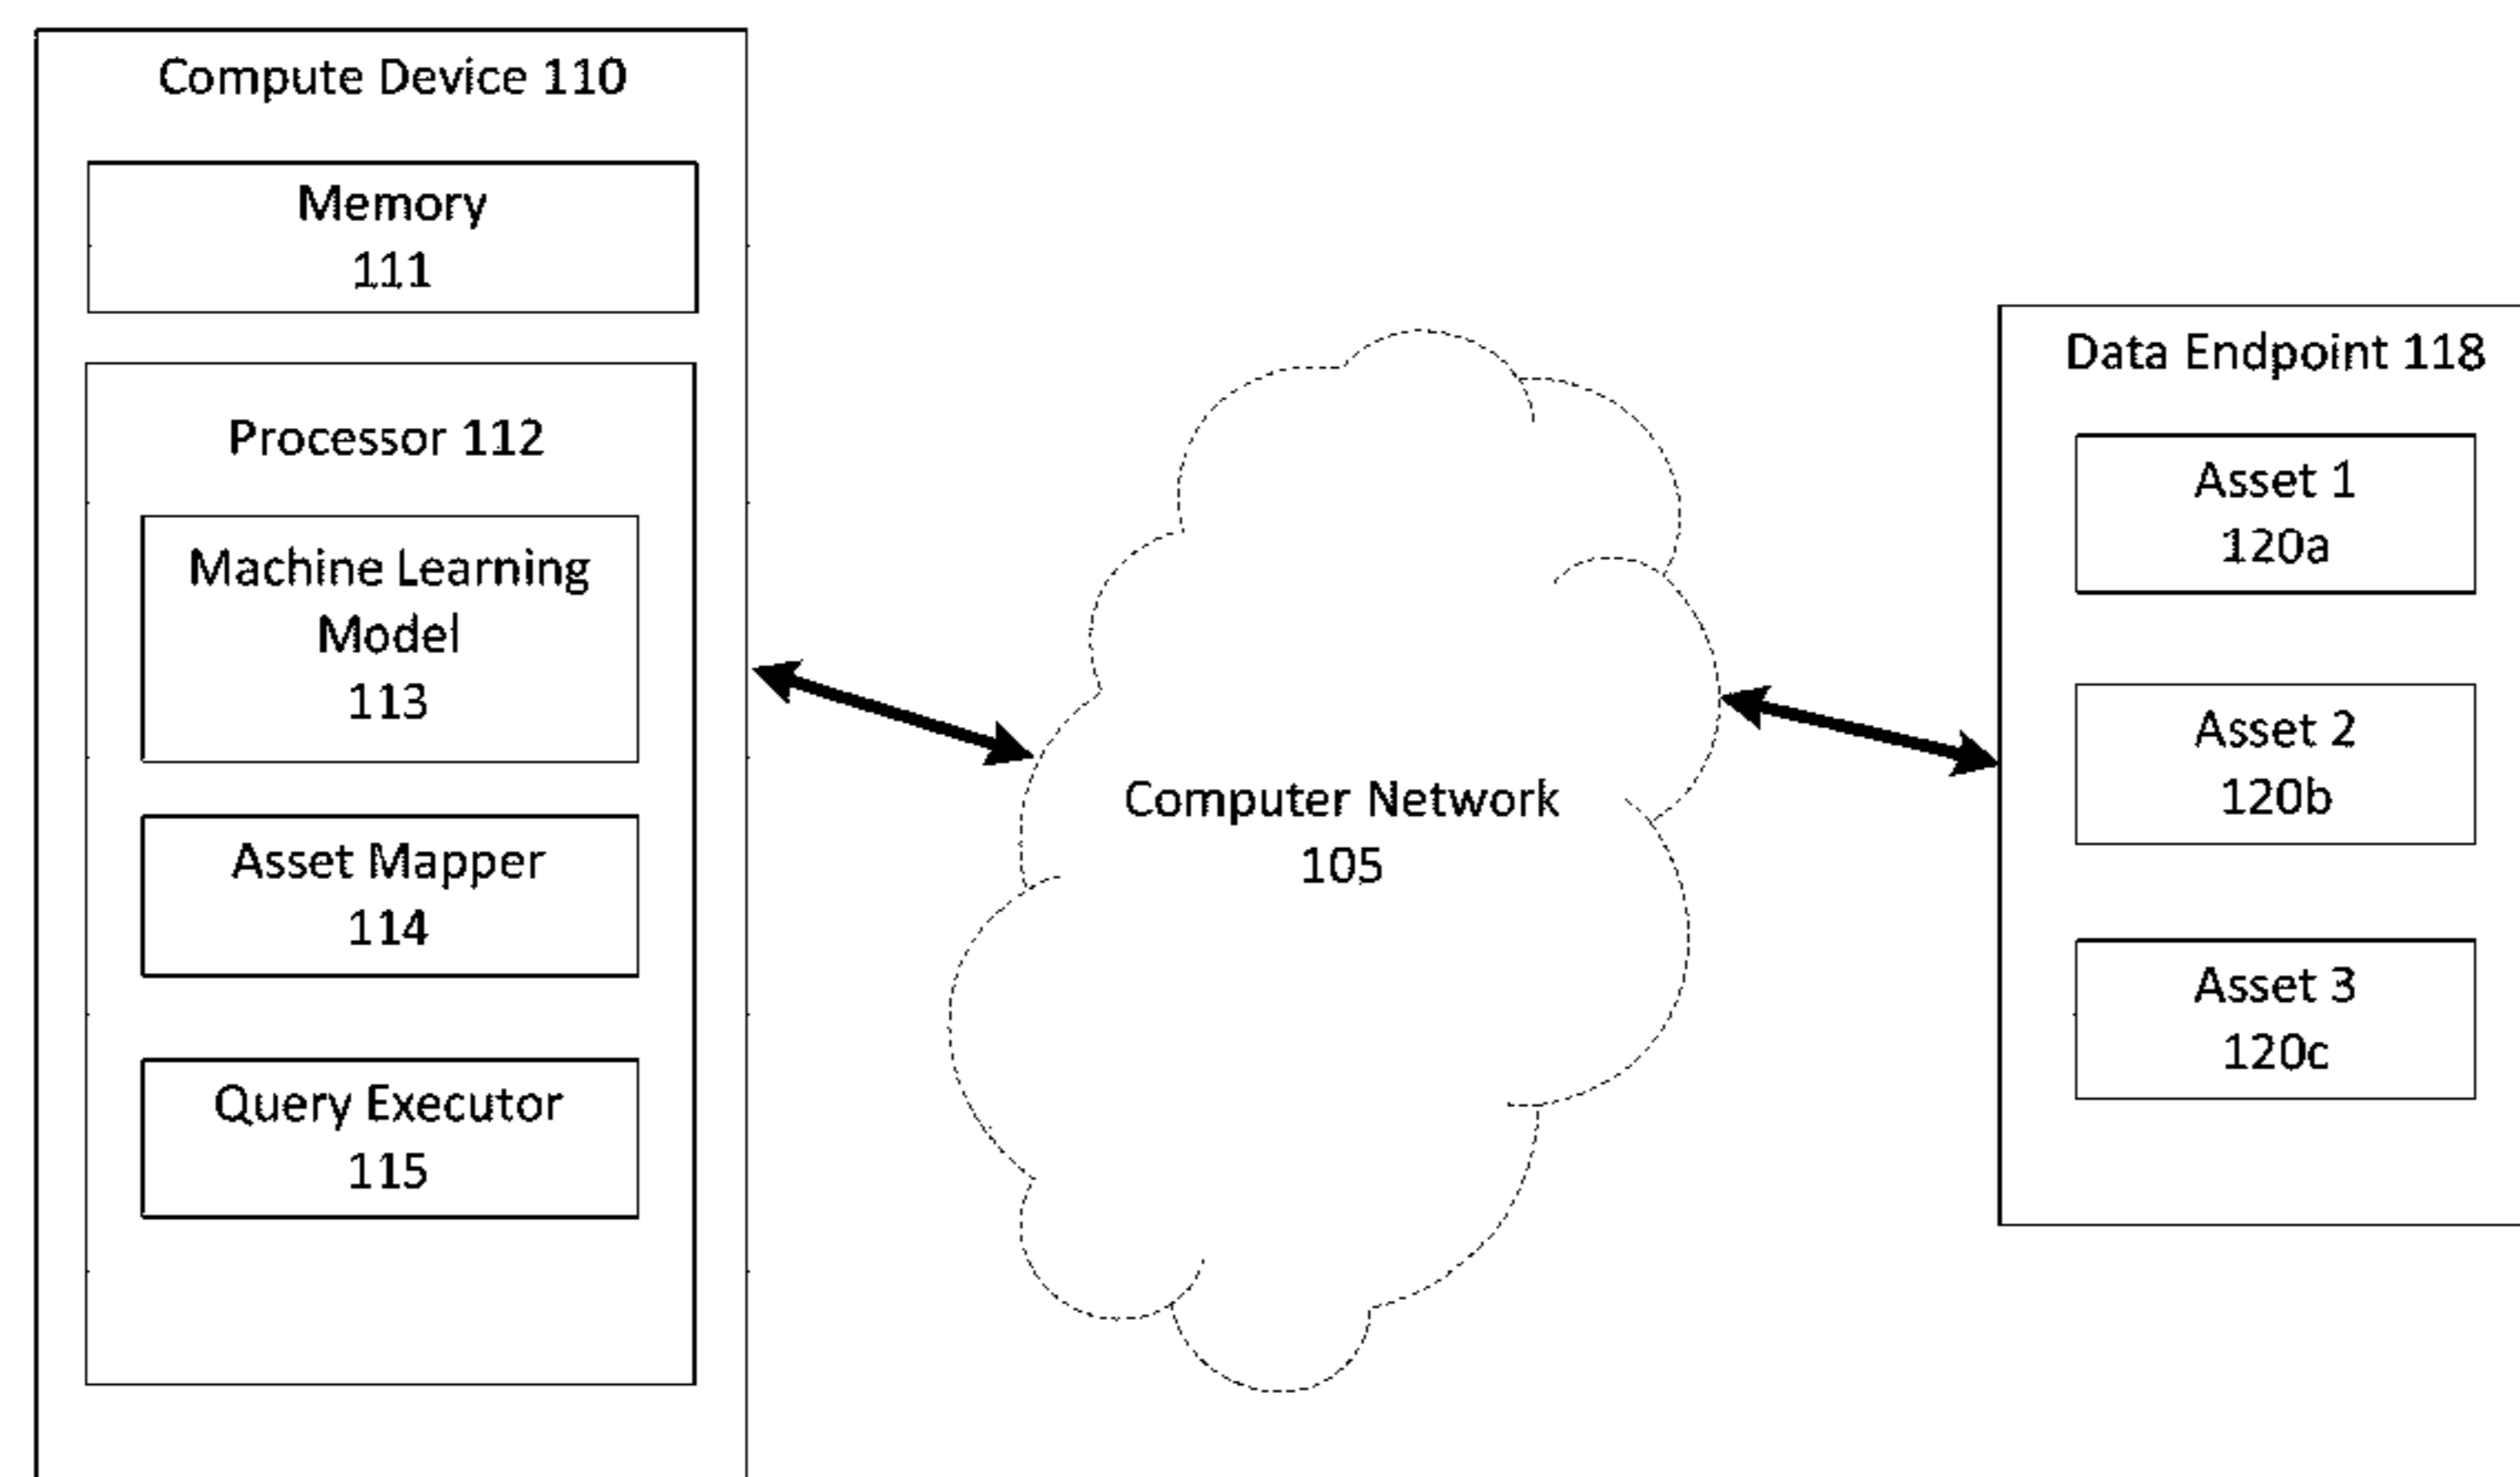 Compute Device 110
Memory
111
Processor 112
Machine Learning
Model
113
Asset Mapper
114
Query Executor
115
Computer Network
105
Data Endpoint 118
Asset 1
120a
Asset 2
120b
Asset 3
120c